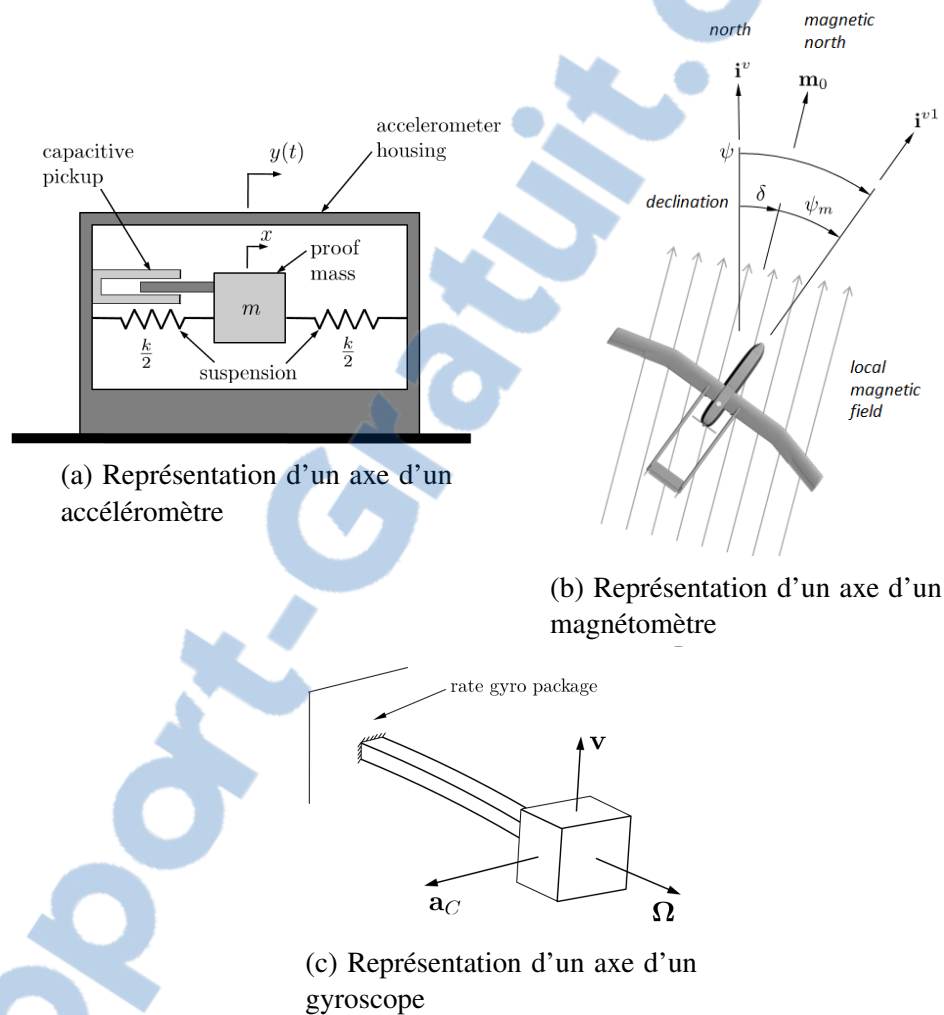 north
magnetic
north
i^v
m_0
i^{v1}
ψ
declination
δ
ψ_m
local
magnetic
field
accelerometer
housing
y(t)
capacitive
pickup
x
proof
mass
m
k/2
k/2
suspension
(a) Représentation d'un axe d'un
accéléromètre
(b) Représentation d'un axe d'un
magnétomètre
rate gyro package
v
a_C
Ω
(c) Représentation d'un axe d'un
gyroscope
pport-Gratuit.c